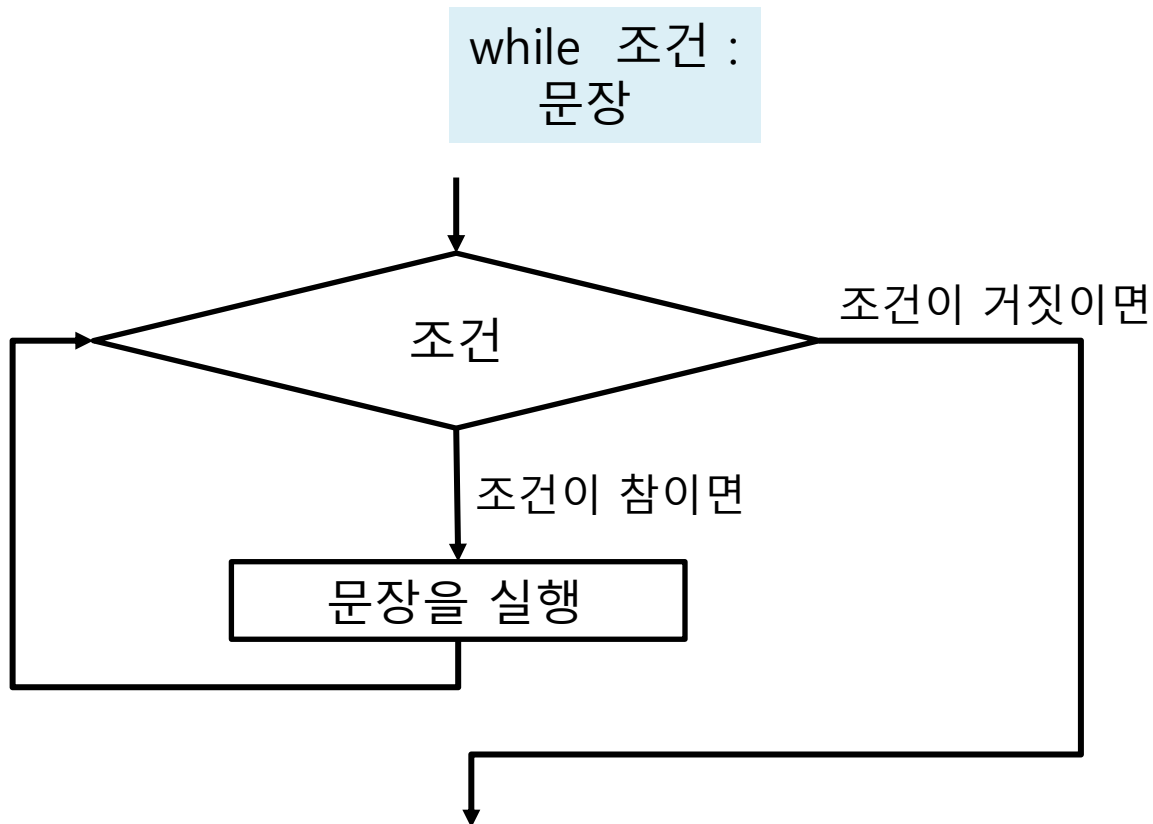 while 조건 :
문장
조건이 거짓이면
조건
조건이 참이면
문장을 실행